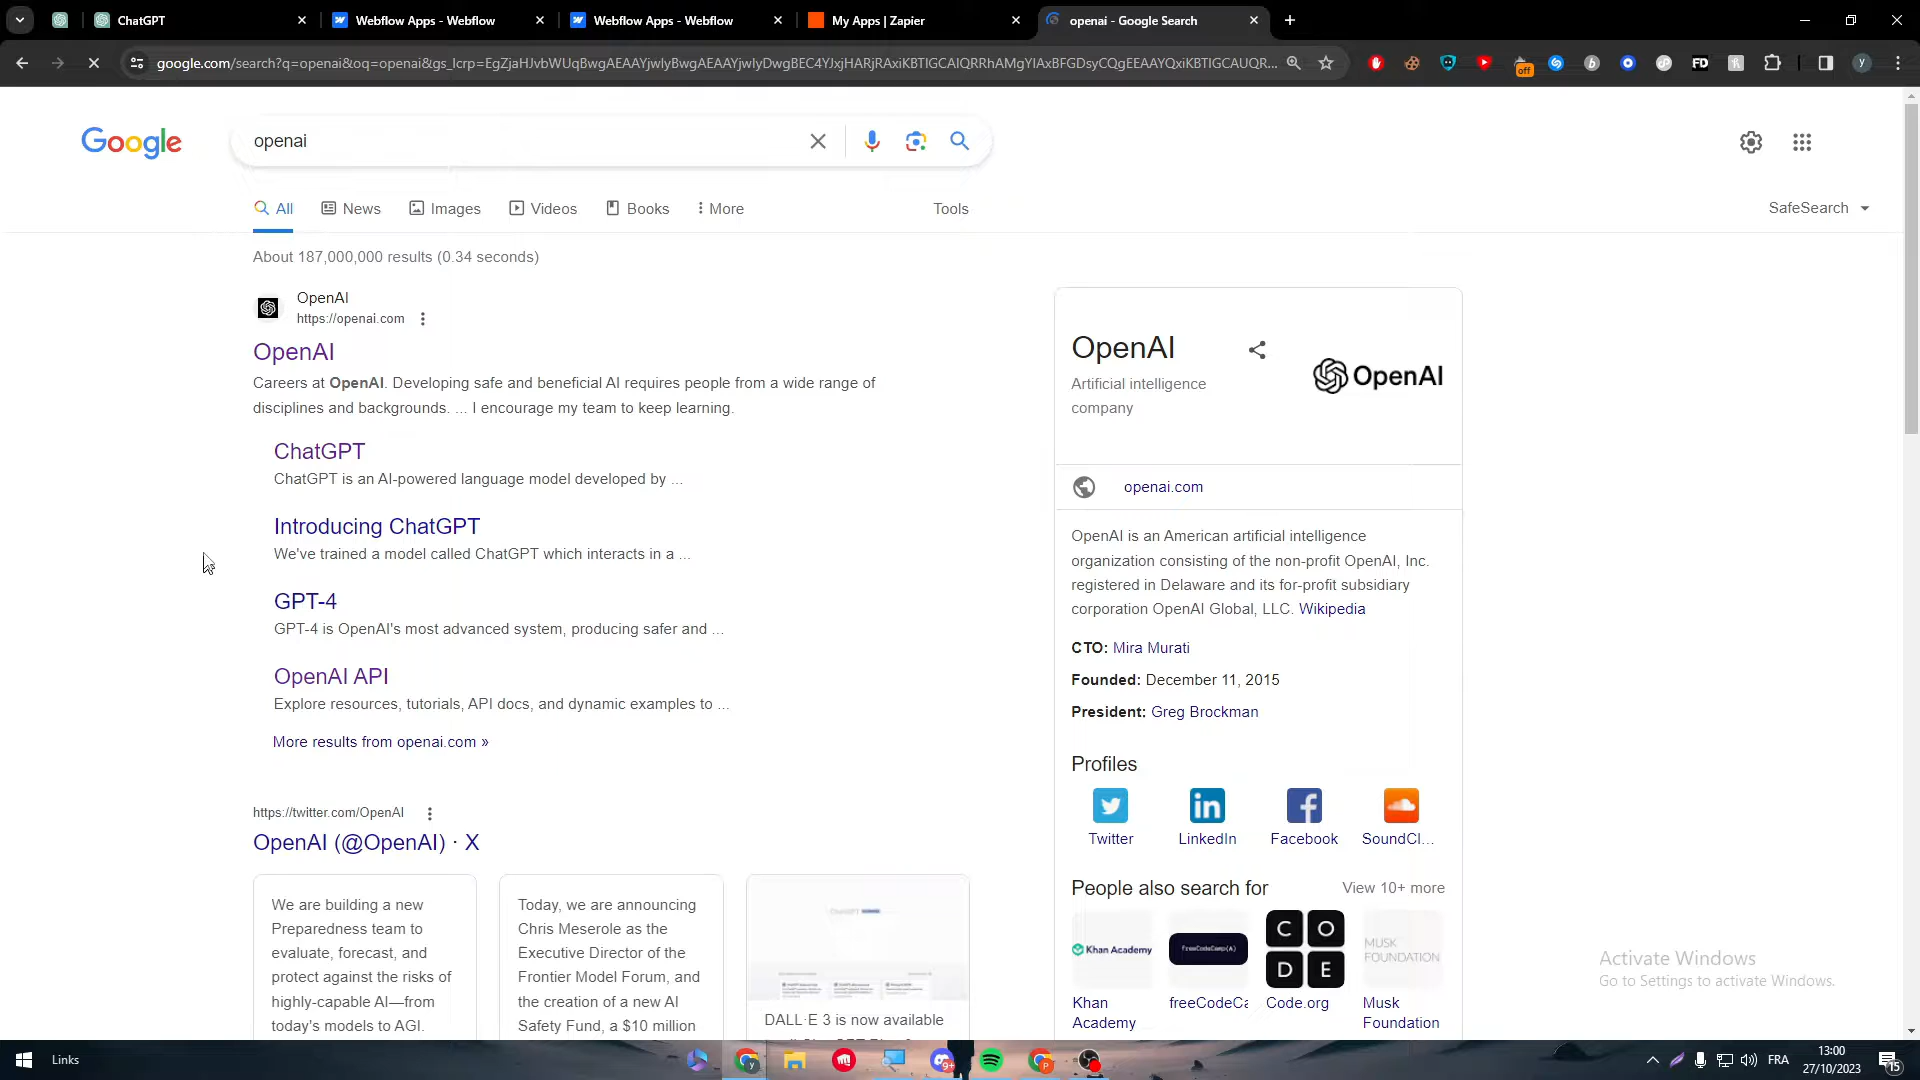 ChatGPT
Webflow Apps - Webflow
Webflow Apps - Webflow
My Apps | Zapier
openai - Google Search
google.com/search?q=openai&oq=openai&gs_lcrp=EgZjaHJvbWUqBwgAEAAYjwIyBwgAEAAYjwIyDwgBEC4YJxjHARjRAxiKBTIGCAIQRRhAMgYIAxBFGDsyCQgEEAAYQxiKBTIGCAUQR...
off
FD
y
Google
openai
All
News
Images
Videos
Books
More
Tools
SafeSearch
About 187,000,000 results (0.34 seconds)
OpenAI
https://openai.com
OpenAI
Careers at OpenAI. Developing safe and beneficial AI requires people from a wide range of
disciplines and backgrounds. ... I encourage my team to keep learning.
ChatGPT
ChatGPT is an AI-powered language model developed by ...
Introducing ChatGPT
We've trained a model called ChatGPT which interacts in a ...
GPT-4
GPT-4 is OpenAI's most advanced system, producing safer and ...
OpenAI API
Explore resources, tutorials, API docs, and dynamic examples to ...
More results from openai.com »
https://twitter.com/OpenAI
OpenAI (@OpenAI) · X
We are building a new
Preparedness team to
evaluate, forecast, and
protect against the risks of
highly-capable AI—from
today's models to AGI.
Today, we are announcing
Chris Meserole as the
Executive Director of the
Frontier Model Forum, and
the creation of a new AI
Safety Fund, a $10 million
DALL·E 3 is now available
OpenAI
Artificial intelligence
company
OpenAI
openai.com
OpenAI is an American artificial intelligence
organization consisting of the non-profit OpenAI, Inc.
registered in Delaware and its for-profit subsidiary
corporation OpenAI Global, LLC. Wikipedia
CTO: Mira Murati
Founded: December 11, 2015
President: Greg Brockman
Profiles
Twitter
LinkedIn
Facebook
SoundCl...
People also search for
View 10+ more
Khan Academy
freeCodeCamp(A)
C O
D E
MUSK
FOUNDATION
Khan
Academy
freeCodeCa
Code.org
Musk
Foundation
Activate Windows
Go to Settings to activate Windows.
Links
9+
FRA
13:00
27/10/2023
15